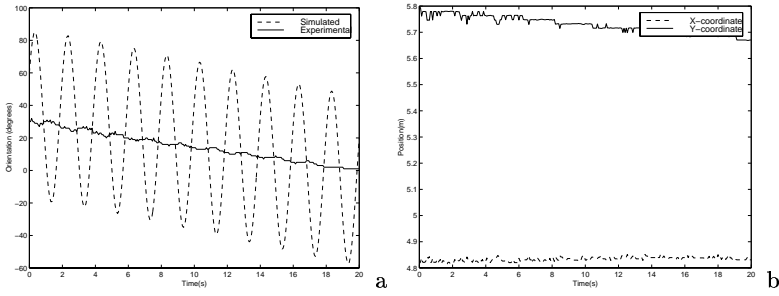 100
80
60
40
20
0
−20
−40
−60
Orientation (degrees)
0 2 4 6 8 10 12 14 16 18 20
Time(s)
Simulated
Experimental
a
5.8
5.7
5.6
5.5
5.4
5.3
5.2
5.1
5
4.9
4.8
Position(m)
0 2 4 6 8 10 12 14 16 18 20
Time(s)
X−coordinate
Y−coordinate
b